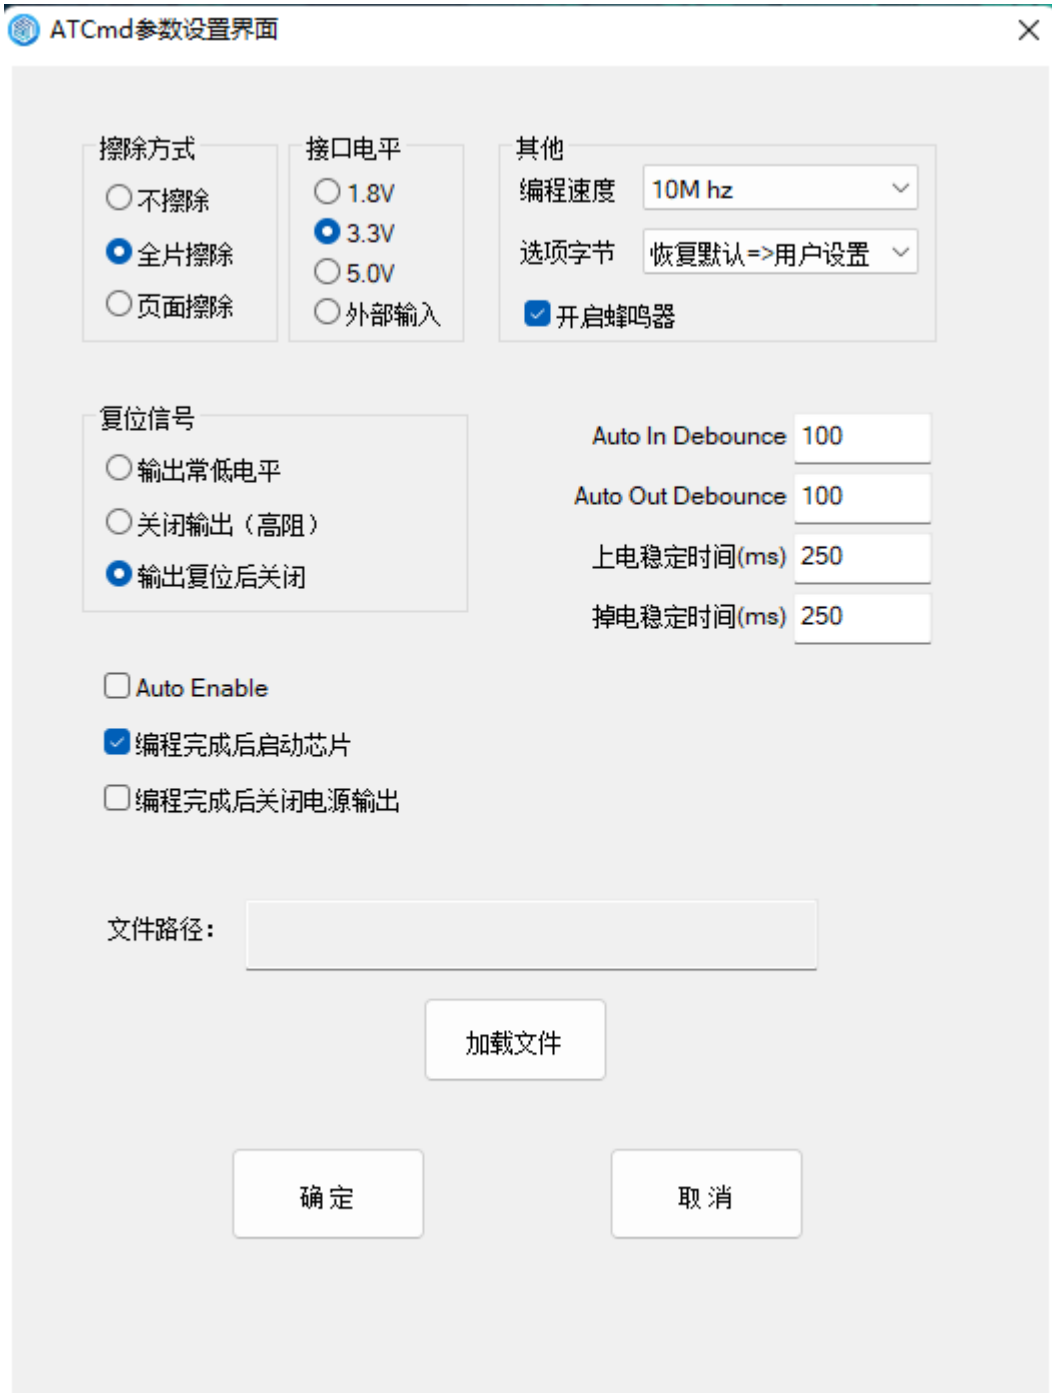 ATCmd参数设置界面
擦除方式
不擦除
全片擦除
页面擦除
接口电平
1.8V
3.3V
5.0V
外部输入
其他
编程速度 10M hz
选项字节 恢复默认=>用户设置
开启蜂鸣器
复位信号
输出常低电平
关闭输出（高阻）
输出复位后关闭
Auto In Debounce 100
Auto Out Debounce 100
上电稳定时间(ms) 250
掉电稳定时间(ms) 250
Auto Enable
编程完成后启动芯片
编程完成后关闭电源输出
文件路径：
加载文件
确 定
取 消